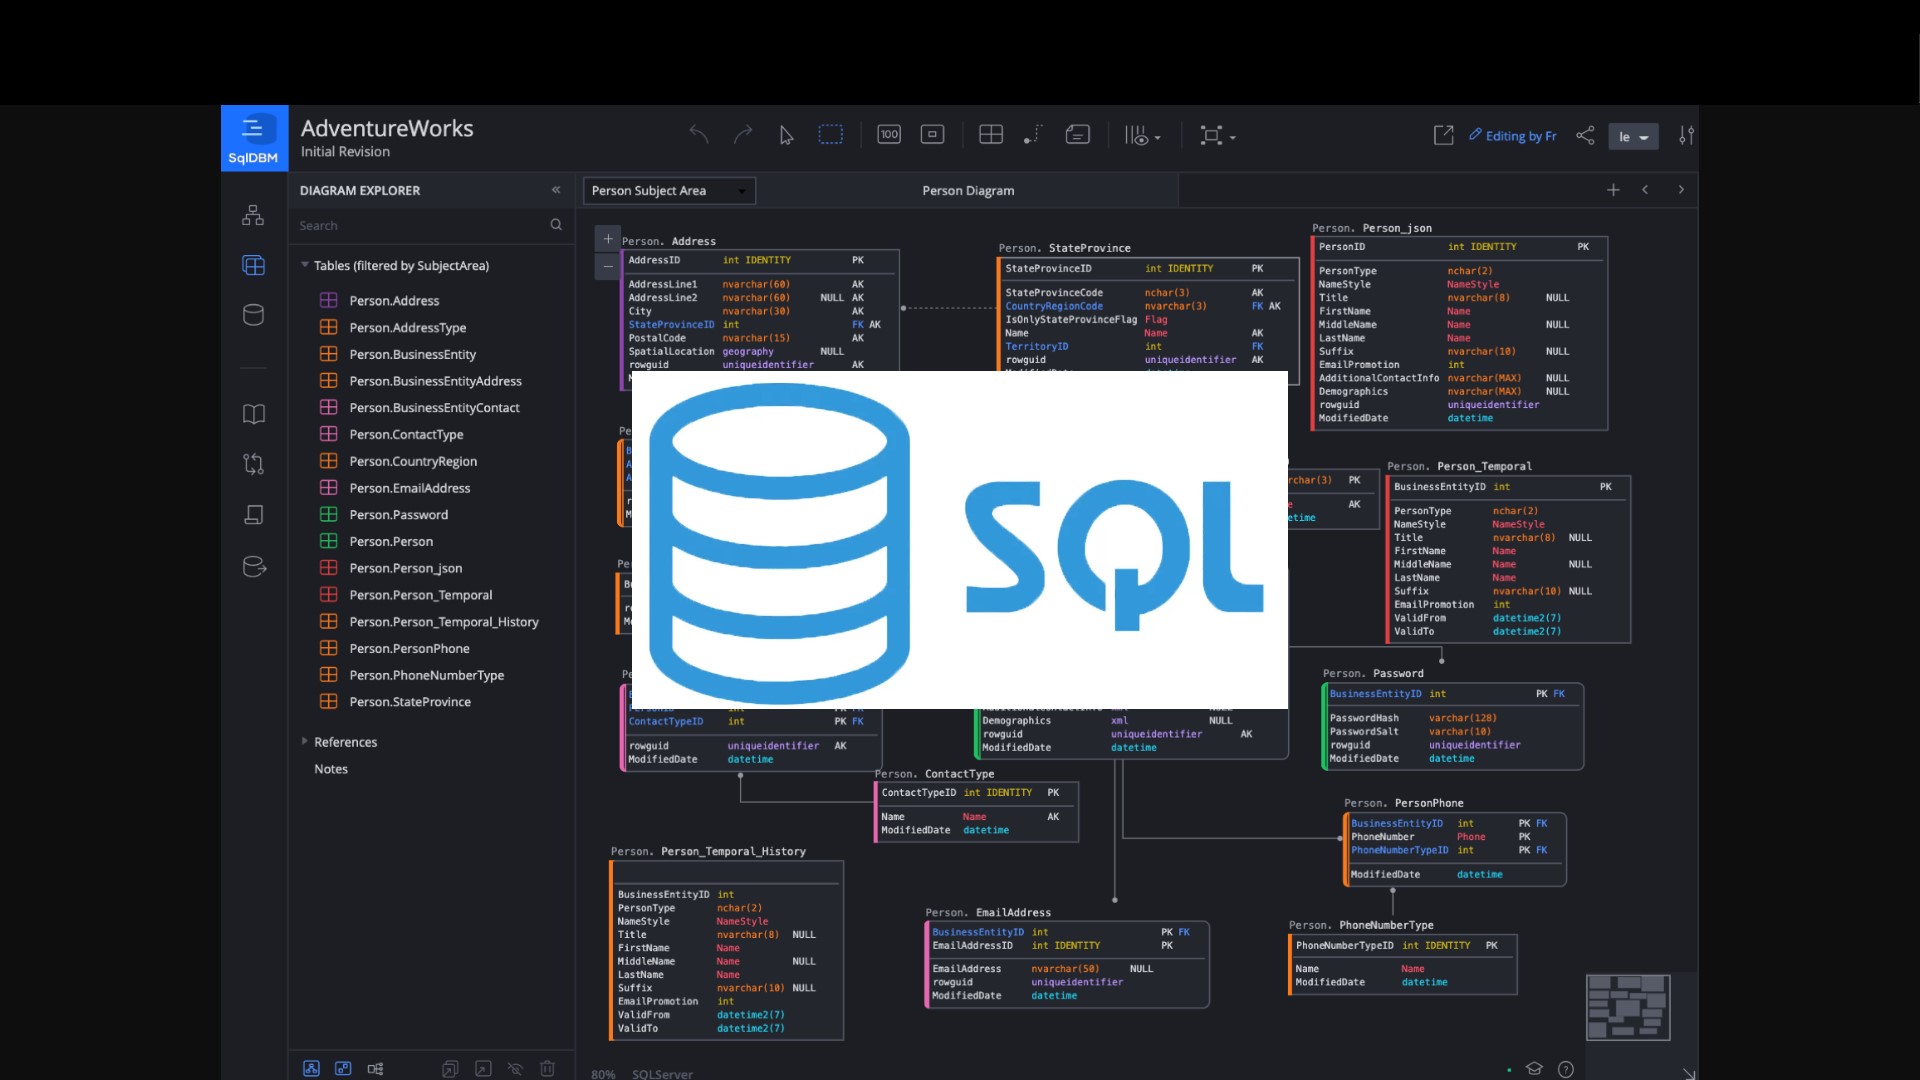 SqlDBM
AdventureWorks
Initial Revision
100
Editing by Fr
le
DIAGRAM EXPLORER
Search
Tables (filtered by SubjectArea)
Person.Address
Person.AddressType
Person.BusinessEntity
Person.BusinessEntityAddress
Person.BusinessEntityContact
Person.ContactType
Person.CountryRegion
Person.EmailAddress
Person.Password
Person.Person
Person.Person_json
Person.Person_Temporal
Person.Person_Temporal_History
Person.PersonPhone
Person.PhoneNumberType
Person.StateProvince
References
Notes
Person Subject Area
Person Diagram
Person. Address
AddressID int IDENTITY PK
AddressLine1 nvarchar(60) AK
AddressLine2 nvarchar(60) NULL AK
City nvarchar(30) AK
StateProvinceID int FK AK
PostalCode nvarchar(15) AK
SpatialLocation geography NULL
rowguid uniqueidentifier AK
Person. StateProvince
StateProvinceID int IDENTITY PK
StateProvinceCode nchar(3) AK
CountryRegionCode nvarchar(3) FK AK
IsOnlyStateProvinceFlag Flag
Name Name AK
TerritoryID int FK
rowguid uniqueidentifier AK
Person. Person_json
PersonID int IDENTITY PK
PersonType nchar(2)
NameStyle NameStyle
Title nvarchar(8) NULL
FirstName Name
MiddleName Name NULL
LastName Name
Suffix nvarchar(10) NULL
EmailPromotion int
AdditionalContactInfo nvarchar(MAX) NULL
Demographics nvarchar(MAX) NULL
rowguid uniqueidentifier
ModifiedDate datetime
SQL
rchar(3) PK
e AK
etime
Person. Person_Temporal
BusinessEntityID int PK
PersonType nchar(2)
NameStyle NameStyle
Title nvarchar(8) NULL
FirstName Name
MiddleName Name NULL
LastName Name
Suffix nvarchar(10) NULL
EmailPromotion int
ValidFrom datetime2(7)
ValidTo datetime2(7)
ContactTypeID int PK FK
rowguid uniqueidentifier AK
ModifiedDate datetime
Demographics xml NULL
rowguid uniqueidentifier AK
ModifiedDate datetime
Person. Password
BusinessEntityID int PK FK
PasswordHash varchar(128)
PasswordSalt varchar(10)
rowguid uniqueidentifier
ModifiedDate datetime
Person. ContactType
ContactTypeID int IDENTITY PK
Name Name AK
ModifiedDate datetime
Person. PersonPhone
BusinessEntityID int PK FK
PhoneNumber Phone PK
PhoneNumberTypeID int PK FK
ModifiedDate datetime
Person. Person_Temporal_History
BusinessEntityID int
PersonType nchar(2)
NameStyle NameStyle
Title nvarchar(8) NULL
FirstName Name
MiddleName Name NULL
LastName Name
Suffix nvarchar(10) NULL
EmailPromotion int
ValidFrom datetime2(7)
ValidTo datetime2(7)
Person. EmailAddress
BusinessEntityID int PK FK
EmailAddressID int IDENTITY PK
EmailAddress nvarchar(50) NULL
rowguid uniqueidentifier
ModifiedDate datetime
Person. PhoneNumberType
PhoneNumberTypeID int IDENTITY PK
Name Name
ModifiedDate datetime
80% SQLServer